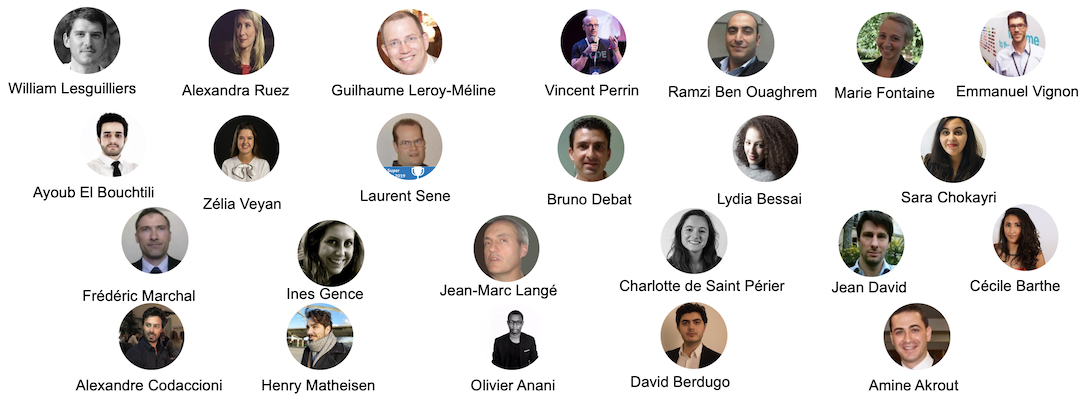 William Lesguilliers
Alexandra Ruez
Guilhaume Leroy-Méline
Vincent Perrin
Ramzi Ben Ouaghrem
Marie Fontaine
Emmanuel Vignon
Ayoub El Bouchtili
Zélia Veyan
Super
2019
Laurent Sene
Bruno Debat
Lydia Bessai
Sara Chokayri
Frédéric Marchal
Ines Gence
Jean-Marc Langé
Charlotte de Saint Périer
Jean David
Cécile Barthe
Alexandre Codaccioni
Henry Matheisen
Olivier Anani
David Berdugo
Amine Akrout